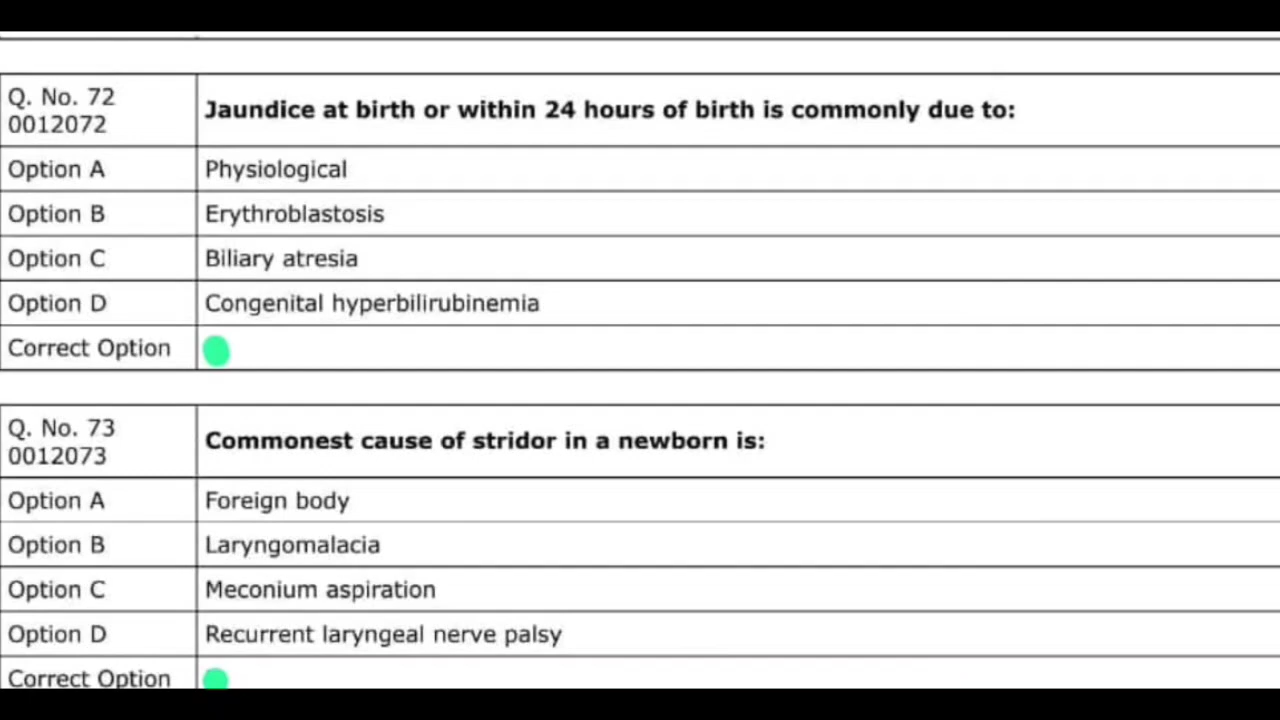 Q. No. 72
0012072
Jaundice at birth or within 24 hours of birth is commonly due to:
Option A
Physiological
Option B
Erythroblastosis
Option C
Biliary atresia
Option D
Congenital hyperbilirubinemia
Correct Option
Q. No. 73
0012073
Commonest cause of stridor in a newborn is:
Option A
Foreign body
Option B
Laryngomalacia
Option C
Meconium aspiration
Option D
Recurrent laryngeal nerve palsy
Correct Option